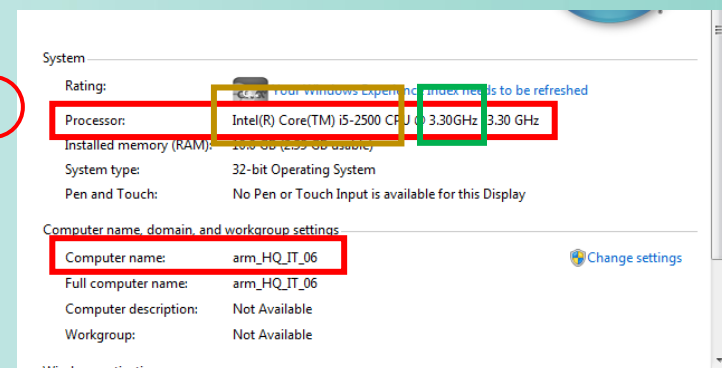 System
Rating: Your Windows Experience Index needs to be refreshed
Processor: Intel(R) Core(TM) i5-2500 CPU @ 3.30GHz 3.30 GHz
Installed memory (RAM): GB usable)
System type: 32-bit Operating System
Pen and Touch: No Pen or Touch Input is available for this Display
Computer name, domain, and workgroup settings
Computer name: arm_HQ_IT_06 Change settings
Full computer name: arm_HQ_IT_06
Computer description: Not Available
Workgroup: Not Available